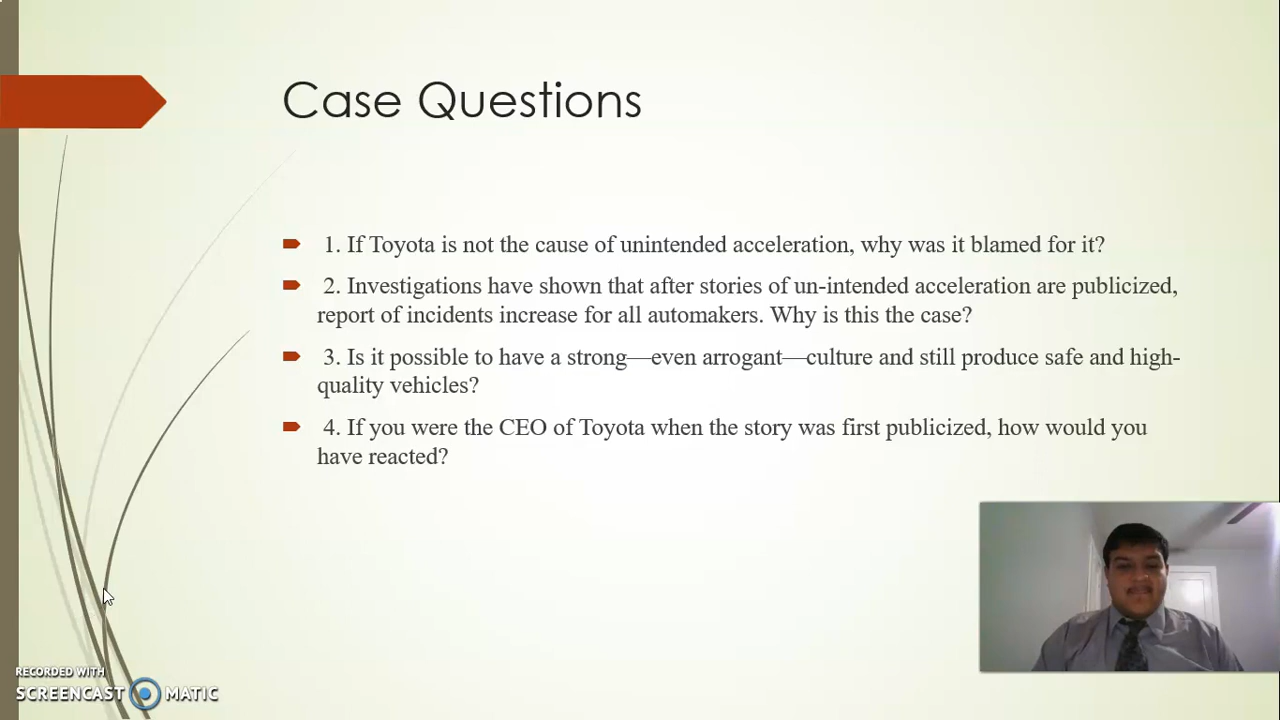 Case Questions
1. If Toyota is not the cause of unintended acceleration, why was it blamed for it?
2. Investigations have shown that after stories of un-intended acceleration are publicized,
report of incidents increase for all automakers. Why is this the case?
3. Is it possible to have a strong—even arrogant—culture and still produce safe and high-
quality vehicles?
4. If you were the CEO of Toyota when the story was first publicized, how would you
have reacted?
RECORDED WITH
SCREENCAST MATIC